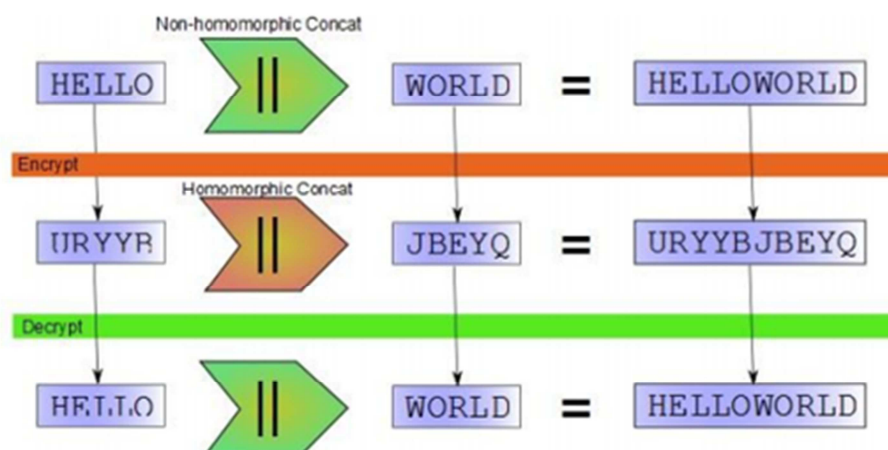 Non-homomorphic Concat
HELLO || WORLD = HELLOWORLD
Encrypt
Homomorphic Concat
URYYB || JBEYQ = URYYBJBEYQ
Decrypt
HELLO || WORLD = HELLOWORLD